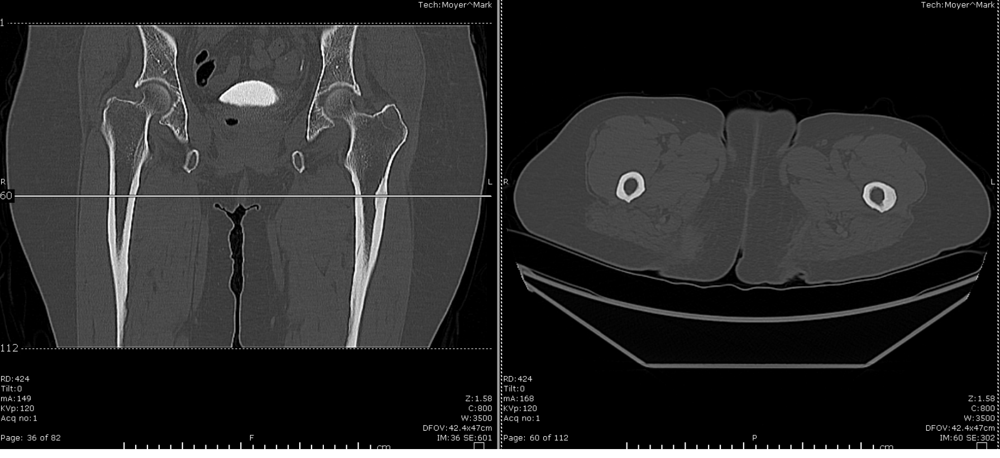 Tech:Moyer^Mark
1
R
L
60
112
RD:424
Tilt:0
mA:149
KVp:120
Acq no:1
Page: 36 of 82
F
Z:1.58
C:800
W:3500
DFOV:42.4x47cm
IM:36 SE:601
cm
Tech:Moyer^Mark
R
L
RD:424
Tilt:0
mA:168
KVp:120
Acq no:1
Page: 60 of 112
P
Z:1.58
C:800
W:3500
DFOV:42.4x47cm
IM:60 SE:302
cm